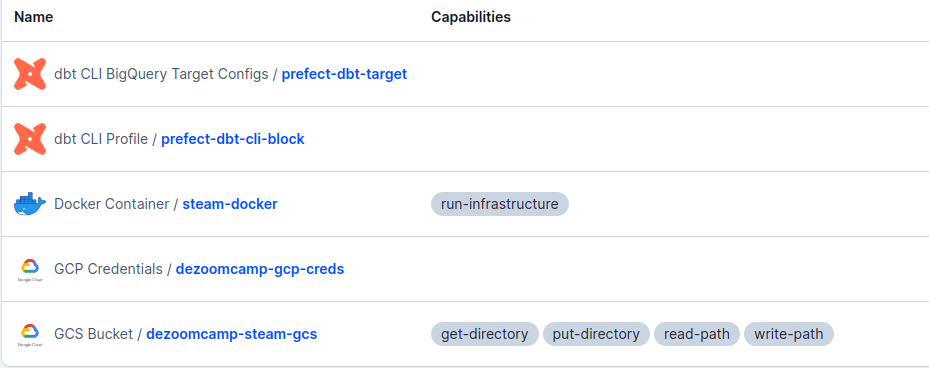 Name Capabilities
dbt CLI BigQuery Target Configs / prefect-dbt-target
dbt CLI Profile / prefect-dbt-cli-block
Docker Container / steam-docker run-infrastructure
GCP Credentials / dezoomcamp-gcp-creds
Google Cloud
GCS Bucket / dezoomcamp-steam-gcs get-directory put-directory read-path write-path
Google Cloud